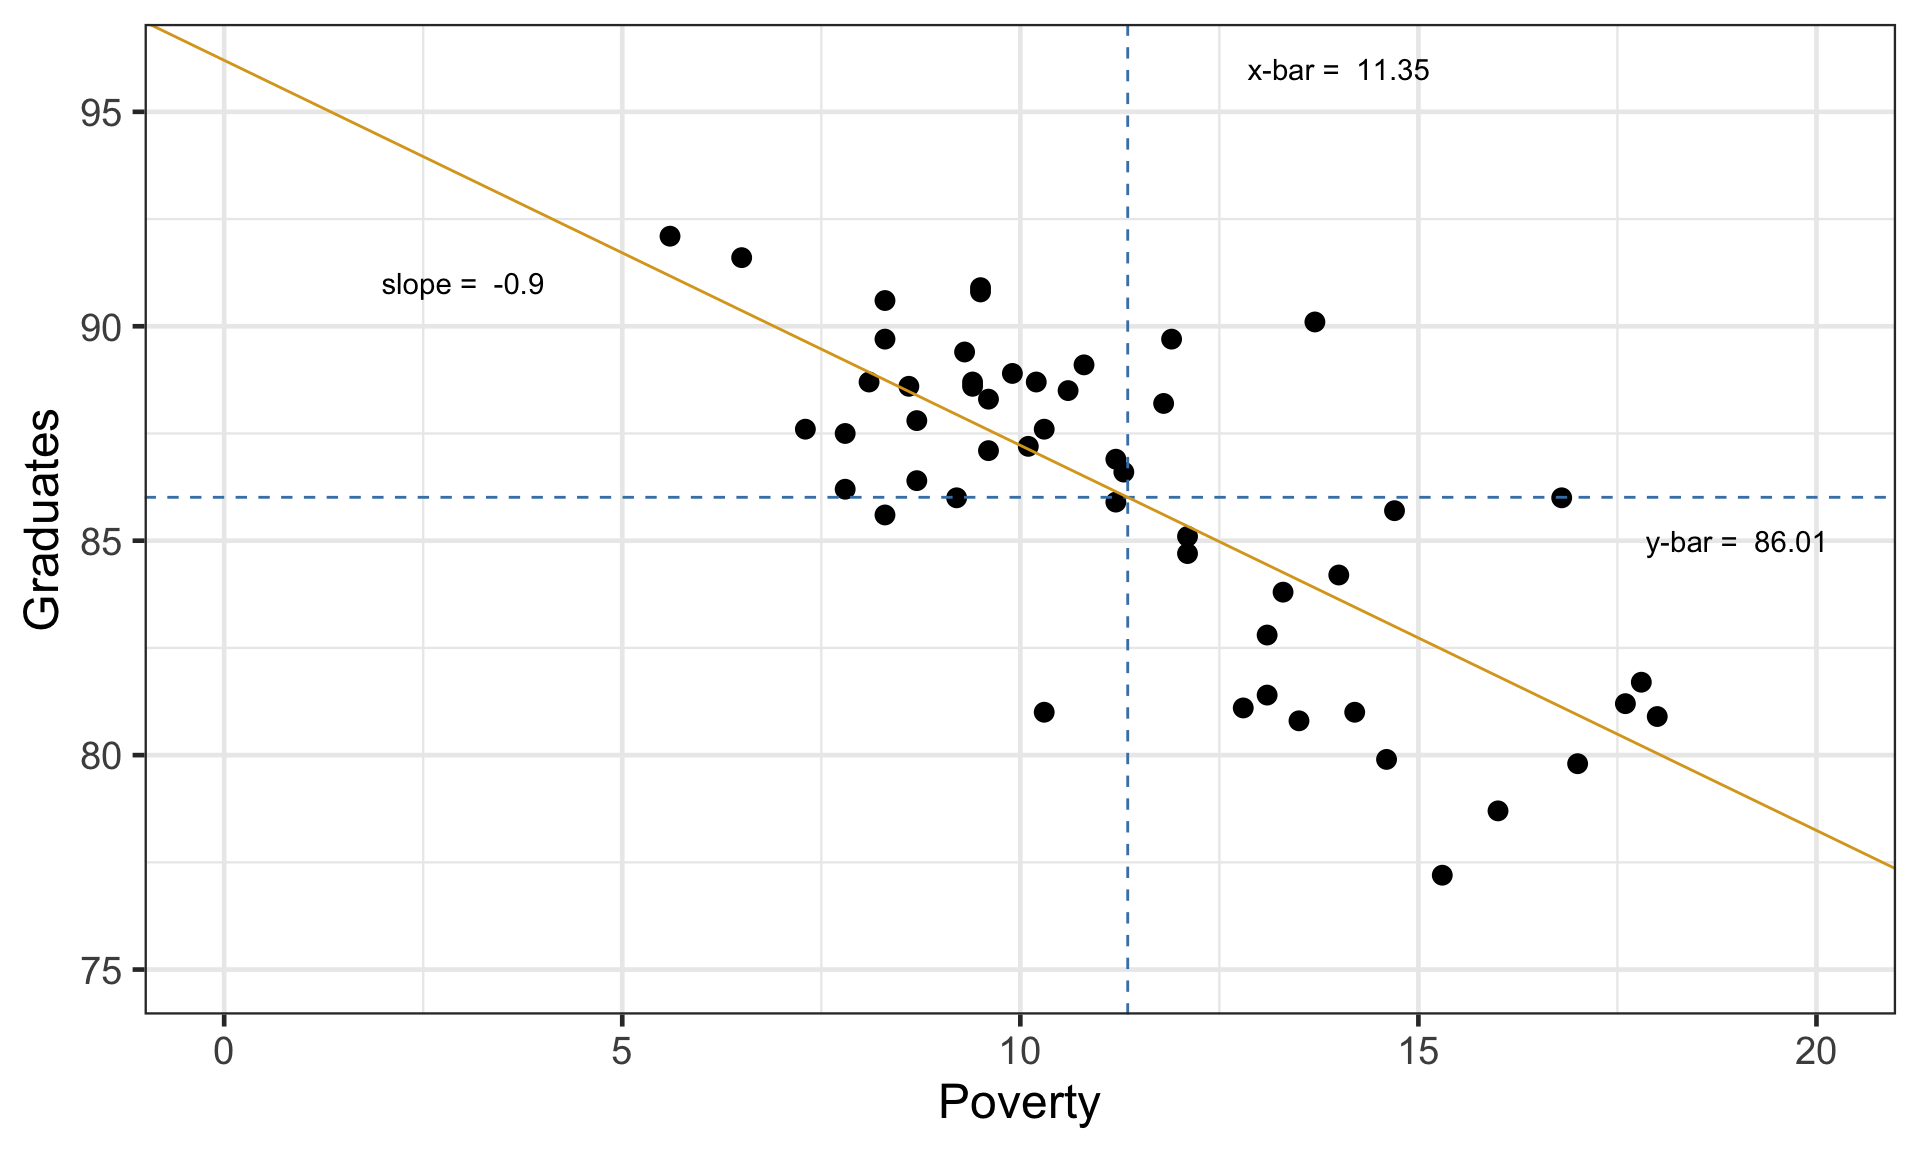 x-bar =  11.35
95
slope =  -0.9
90
Graduates
85
y-bar =  86.01
80
75
0
5
10
15
20
Poverty